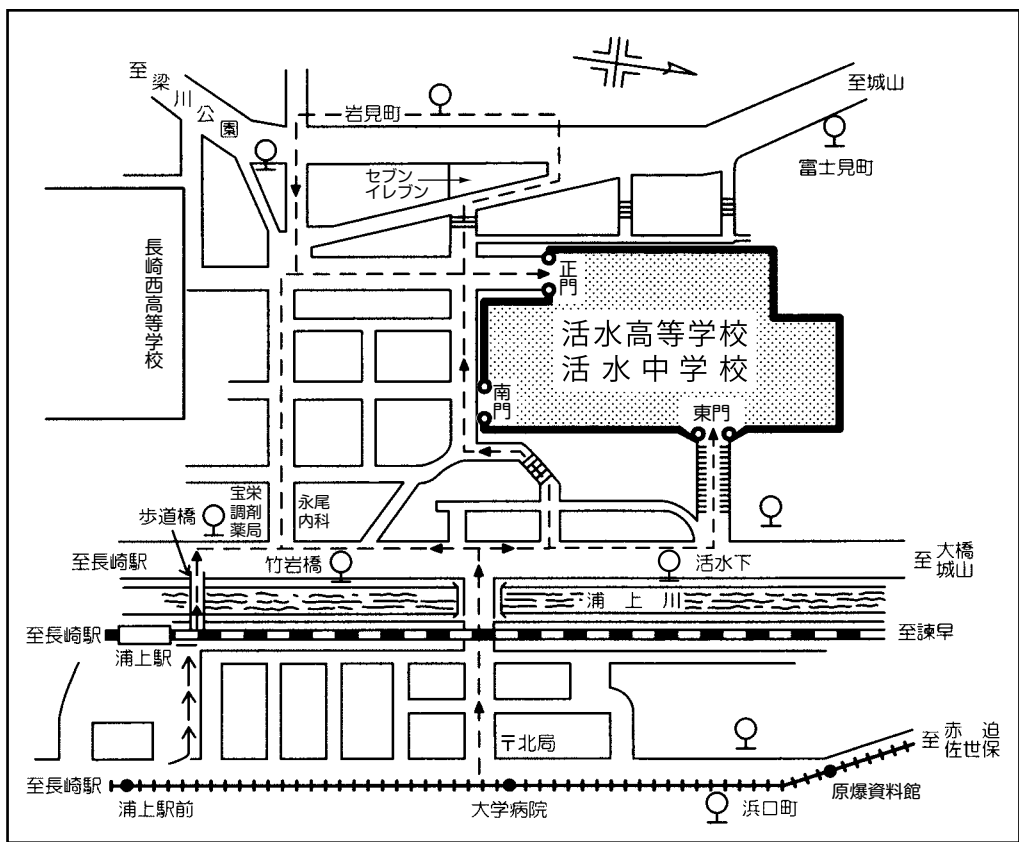 至梁川公園
岩見町
至城山
富士見町
セブン
イレブン
長崎西高等学校
正門
活水高等学校
活水中学校
南門
東門
宝栄
調剤
薬局
永尾
内科
歩道橋
至長崎駅
竹岩橋
活水下
至大橋
城山
浦上川
至長崎駅
浦上駅
至諫早
〒北局
至赤迫
佐世保
至長崎駅
浦上駅前
大学病院
浜口町
原爆資料館